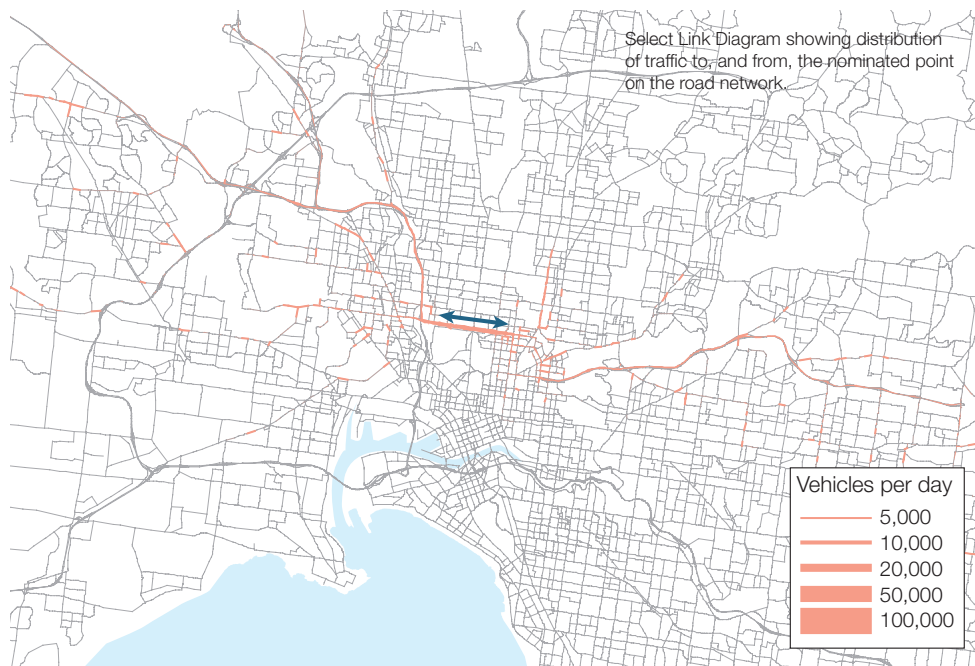 Select Link Diagram showing distribution
of traffic to, and from, the nominated point
on the road network.
Vehicles per day
5,000
10,000
20,000
50,000
100,000